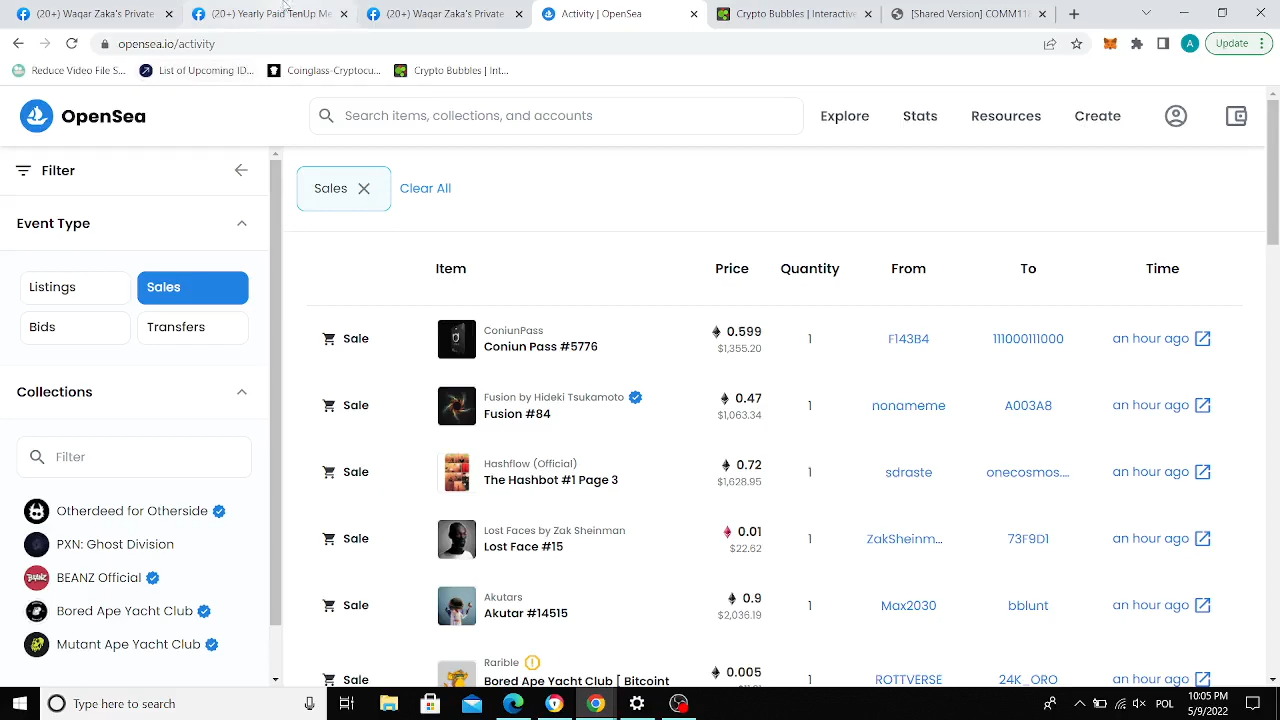 (20+) Waqar Zaka's Private
(20+) Yearly Paid TenUp Me
(20+) Waqar Zaka's Private
Activity | OpenSea
Crypto Bubbles | Interactive
[Shared Version] COMM116
opensea.io/activity
A
Update
Reduce Video File S...
List of Upcoming ID...
Coinglass-Cryptocu...
Crypto Bubbles | Int...
OpenSea
Search items, collections, and accounts
Explore
Stats
Resources
Create
Filter
Event Type
Listings
Sales
Bids
Transfers
Collections
Filter
Otherdeed for Otherside
PXN: Ghost Division
BEANZ Official
Bored Ape Yacht Club
Mutant Ape Yacht Club
Sales
Clear All
Item Price Quantity From To Time
Sale
ConiunPass
Coniun Pass #5776
0.599
$1,355.20
1
F143B4
111000111000
an hour ago
Sale
Fusion by Hideki Tsukamoto
Fusion #84
0.47
$1,063.34
1
nonameme
A003A8
an hour ago
Sale
Hashflow (Official)
The Hashbot #1 Page 3
0.72
$1,628.95
1
sdraste
onecosmos....
an hour ago
Sale
Lost Faces by Zak Sheinman
Lost Face #15
0.01
$22.62
1
ZakSheinm...
73F9D1
an hour ago
Sale
Akutars
Akutar #14515
0.9
$2,036.19
1
Max2030
bblunt
an hour ago
Sale
Rarible
Bored Ape Yacht Club [ Bitcoint
0.005
1
ROTTVERSE
24K_ORO
an hour ago
Type here to search
POL
10:05 PM
5/9/2022